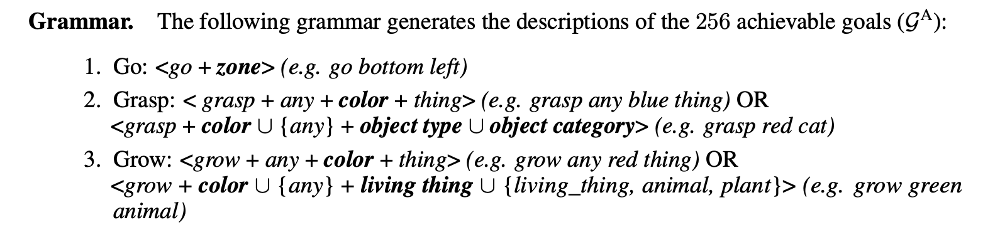 Grammar. The following grammar generates the descriptions of the 256 achievable goals (𝒢ᴬ):
1. Go: <go + zone> (e.g. go bottom left)
2. Grasp: < grasp + any + color + thing> (e.g. grasp any blue thing) OR
<grasp + color ∪ {any} + object type ∪ object category> (e.g. grasp red cat)
3. Grow: <grow + any + color + thing> (e.g. grow any red thing) OR
<grow + color ∪ {any} + living thing ∪ {living_thing, animal, plant}> (e.g. grow green
animal)